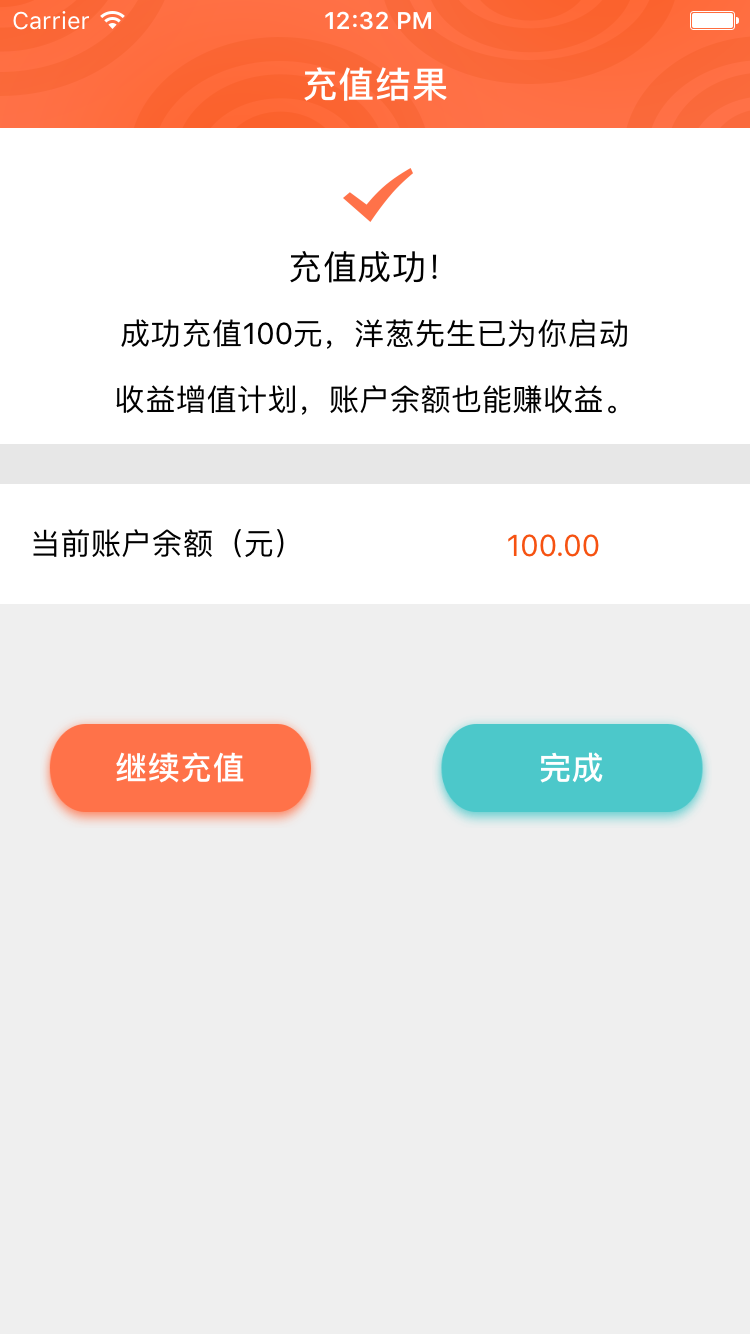 Carrier 12:32 PM
充值结果
充值成功！
成功充值100元，洋葱先生已为你启动
收益增值计划，账户余额也能赚收益。
当前账户余额（元） 100.00
继续充值 完成